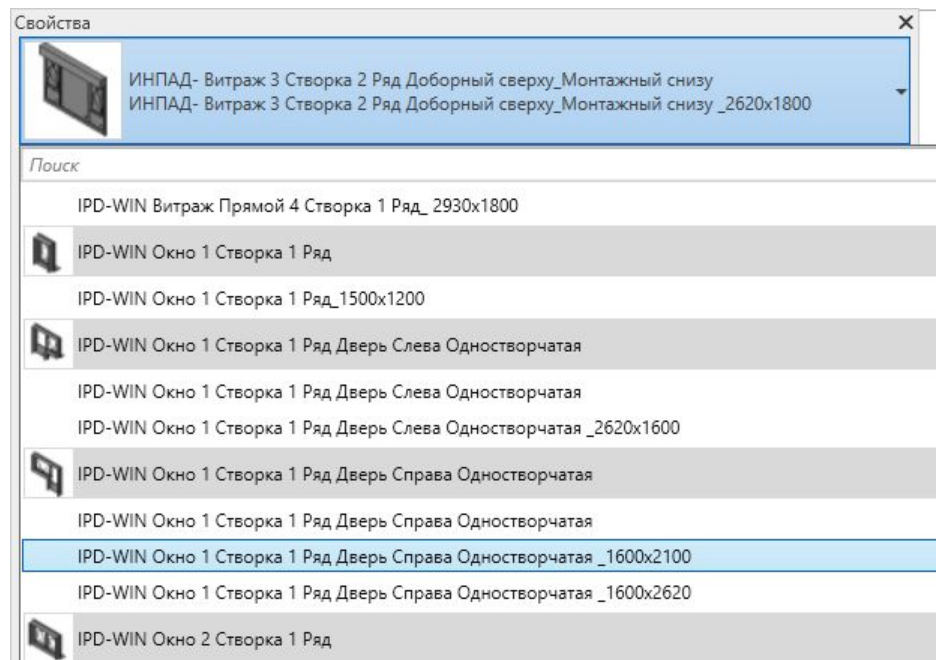 Свойства
ИНПАД- Витраж 3 Створка 2 Ряд Доборный сверху_Монтажный снизу
ИНПАД- Витраж 3 Створка 2 Ряд Доборный сверху_Монтажный снизу _2620x1800
Поиск
IPD-WIN Витраж Прямой 4 Створка 1 Ряд_ 2930x1800
IPD-WIN Окно 1 Створка 1 Ряд
IPD-WIN Окно 1 Створка 1 Ряд_1500x1200
IPD-WIN Окно 1 Створка 1 Ряд Дверь Слева Одностворчатая
IPD-WIN Окно 1 Створка 1 Ряд Дверь Слева Одностворчатая
IPD-WIN Окно 1 Створка 1 Ряд Дверь Слева Одностворчатая _2620x1600
IPD-WIN Окно 1 Створка 1 Ряд Дверь Справа Одностворчатая
IPD-WIN Окно 1 Створка 1 Ряд Дверь Справа Одностворчатая
IPD-WIN Окно 1 Створка 1 Ряд Дверь Справа Одностворчатая _1600x2100
IPD-WIN Окно 1 Створка 1 Ряд Дверь Справа Одностворчатая _1600x2620
IPD-WIN Окно 2 Створка 1 Ряд